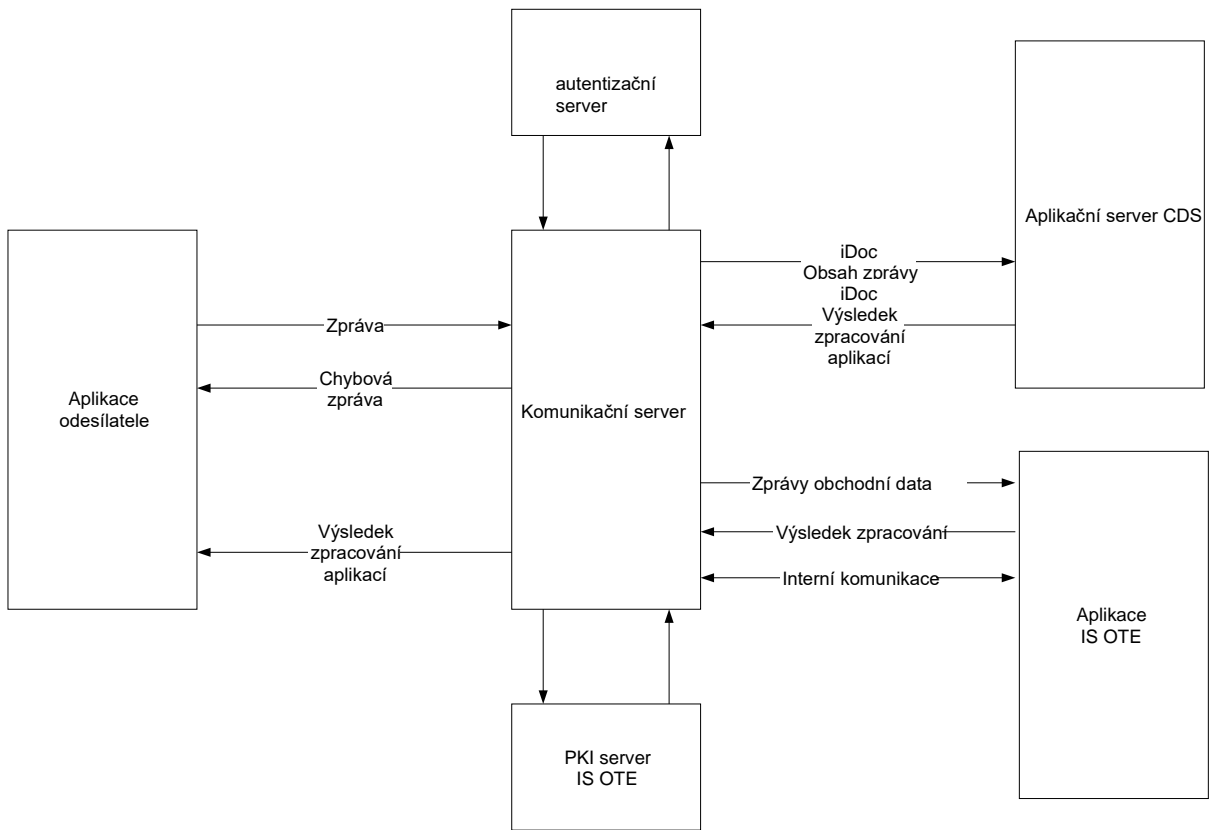 autentizační
server
Aplikační server CDS
iDoc
Obsah zprávy
iDoc
Výsledek
zpracování
aplikací
Zpráva
Chybová
zpráva
Aplikace
odesílatele
Komunikační server
Zprávy obchodní data
Výsledek
zpracování
aplikací
Výsledek zpracování
Interní komunikace
Aplikace
IS OTE
PKI server
IS OTE